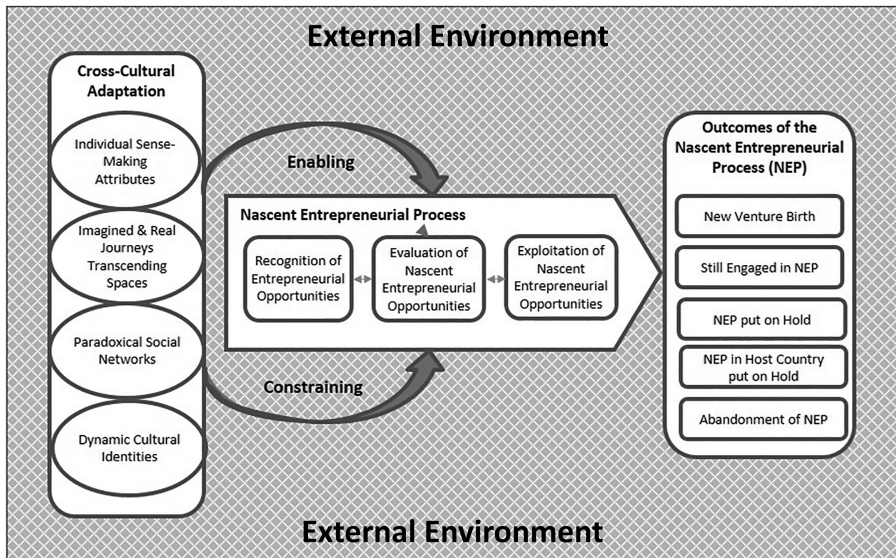 External Environment
Cross-Cultural
Adaptation
Individual Sense-
Making
Attributes
Imagined & Real
Journeys
Transcending
Spaces
Paradoxical Social
Networks
Dynamic Cultural
Identities
Enabling
Nascent Entrepreneurial Process
Recognition of
Entrepreneurial
Opportunities
Evaluation of
Nascent
Entrepreneurial
Opportunities
Exploitation of
Nascent
Entrepreneurial
Opportunities
Constraining
Outcomes of the
Nascent Entrepreneurial
Process (NEP)
New Venture Birth
Still Engaged in NEP
NEP put on Hold
NEP in Host Country
put on Hold
Abandonment of NEP
External Environment